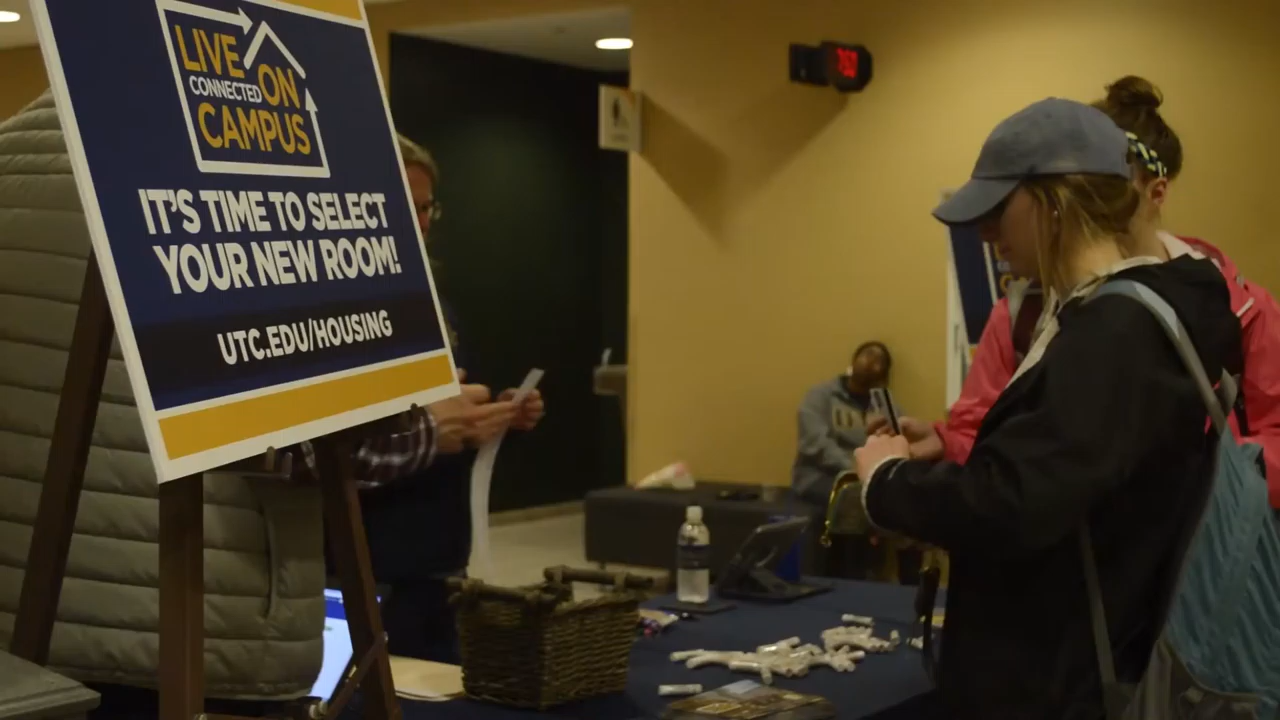 LIVE
CONNECTED ON
CAMPUS
IT'S TIME TO SELECT
YOUR NEW ROOM!
UTC.EDU/HOUSING